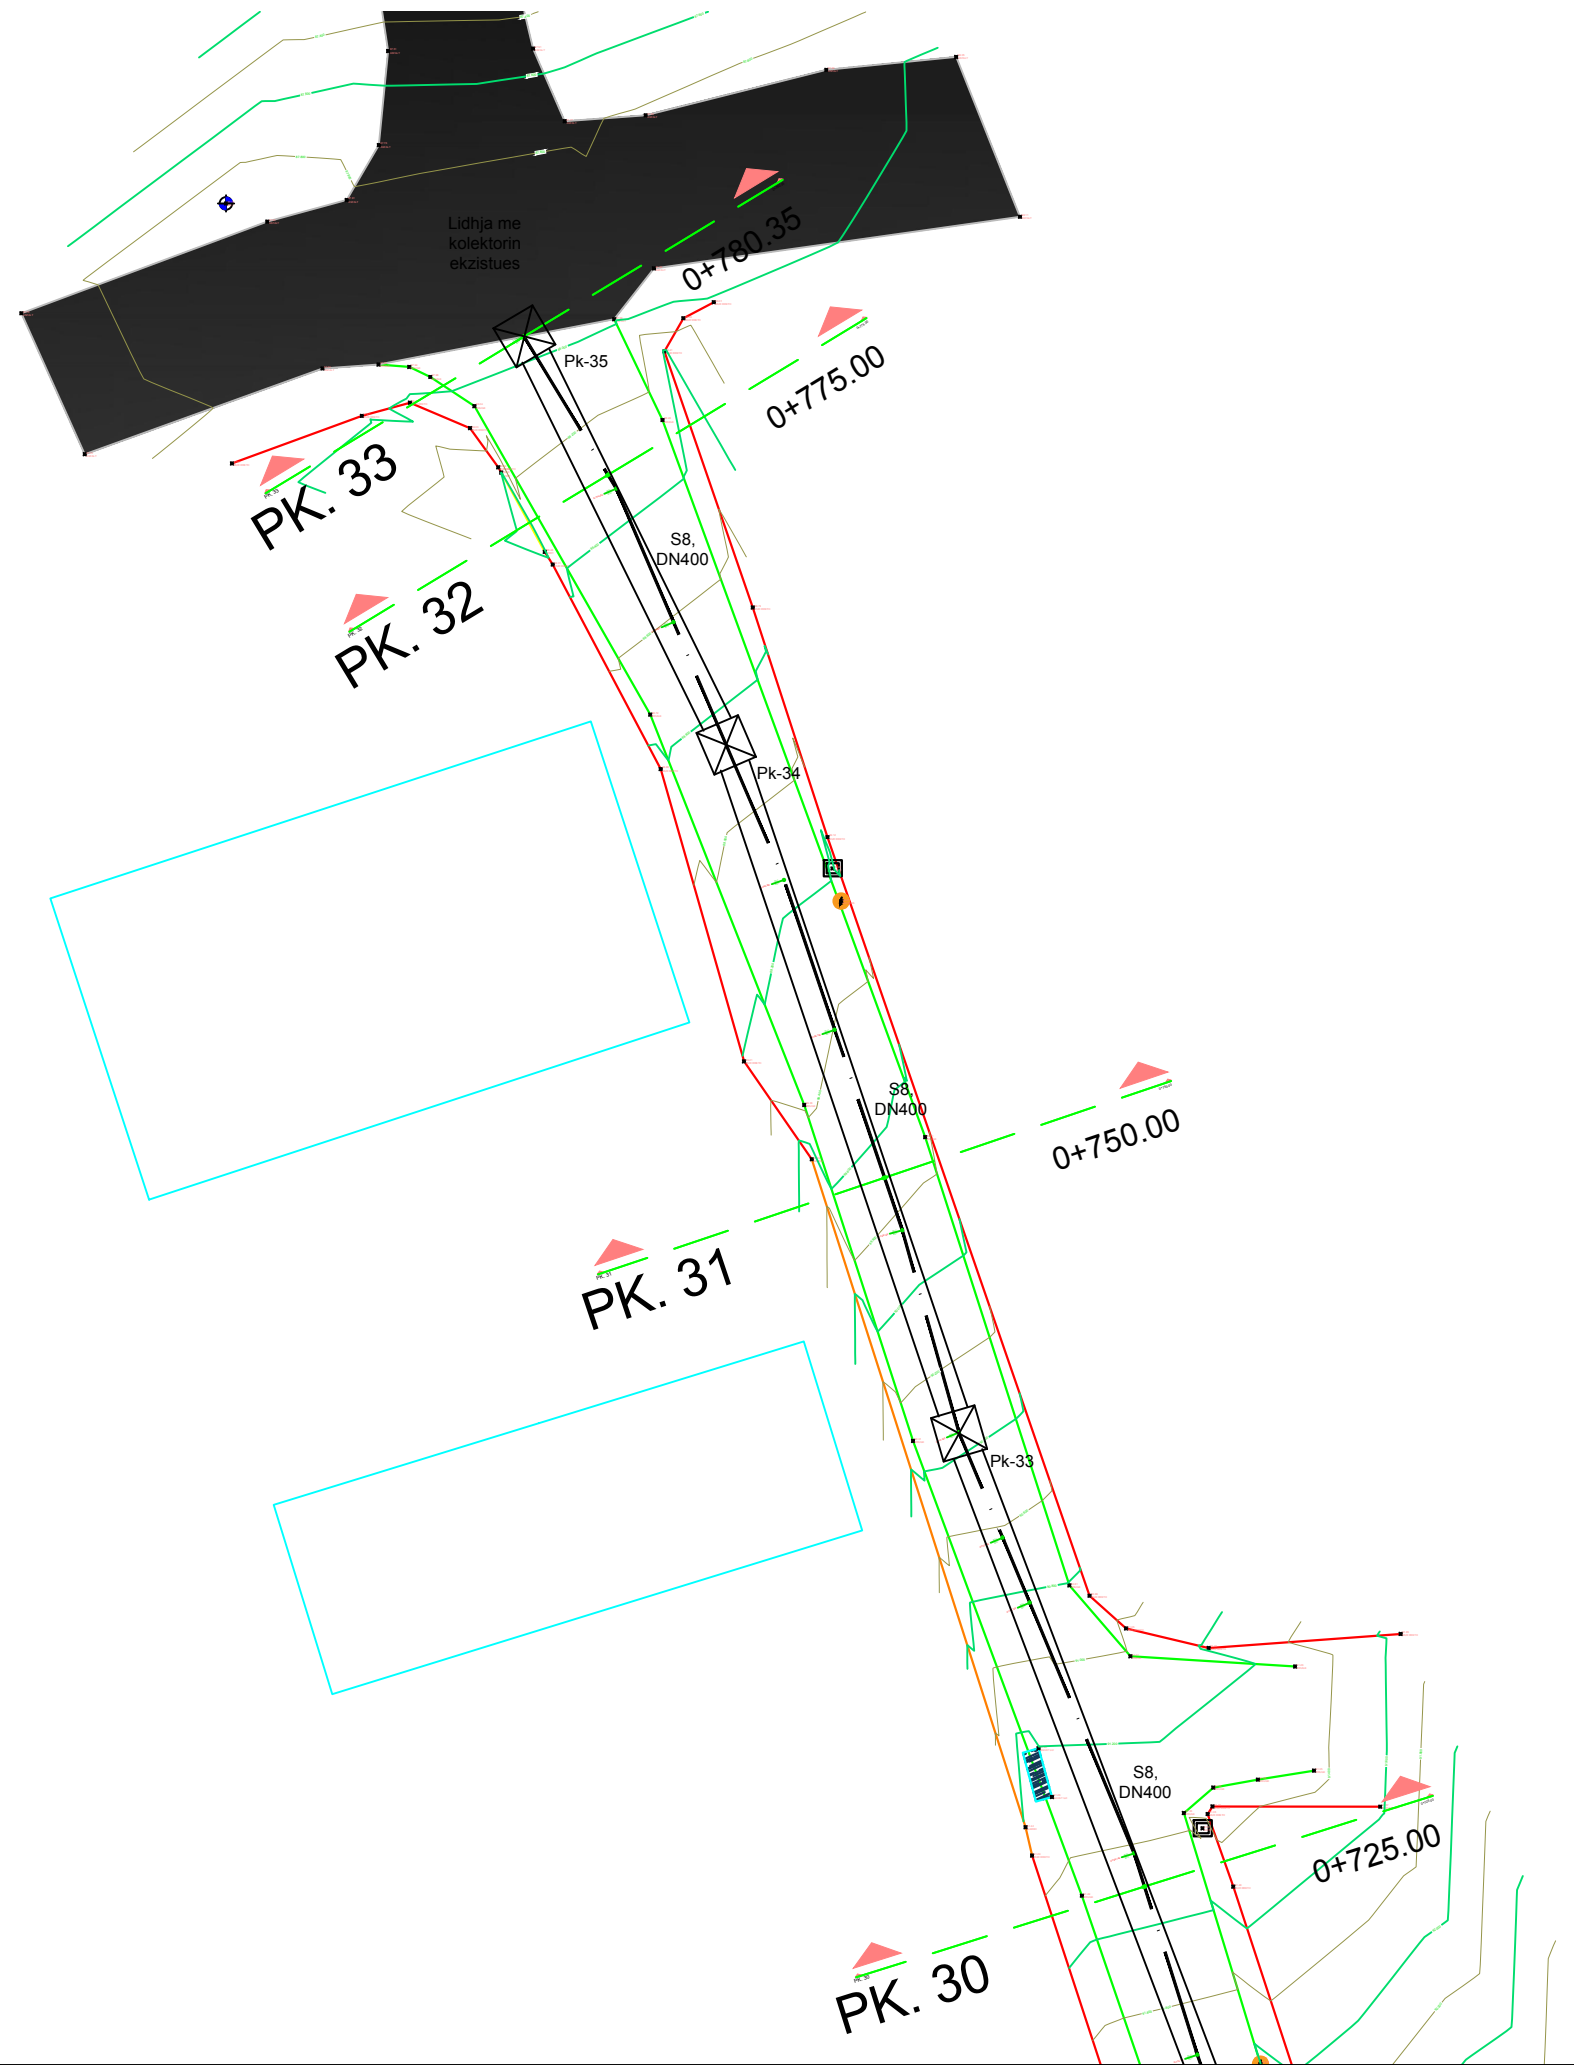 Lidhja me
kolektorin
ekzistues
0+780.35
Pk-35
0+775.00
PK. 33
S8,
DN400
PK. 32
Pk-34
S8,
DN400
0+750.00
PK. 31
Pk-33
S8,
DN400
0+725.00
PK. 30